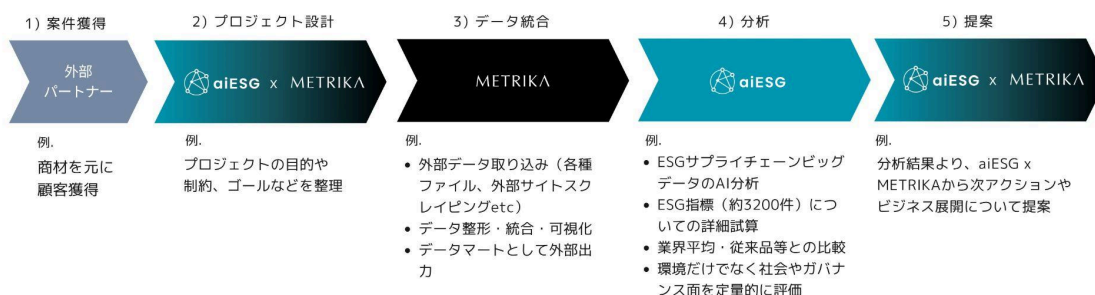 1) 案件獲得
2) プロジェクト設計
3) データ統合
4) 分析
5) 提案
外部
パートナー
aiESG x METRIKA
METRIKA
aiESG
aiESG x METRIKA
例.
商材を元に
顧客獲得
例.
プロジェクトの目的や
制約、ゴールなどを整理
例.
• 外部データ取り込み（各種
ファイル、外部サイトスク
レイピングetc）
• データ整形・統合・可視化
• データマートとして外部出
力
例.
• ESGサプライチェーンビッグ
データのAI分析
• ESG指標（約3200件）につ
いての詳細試算
• 業界平均・従来品等との比較
• 環境だけでなく社会やガバナ
ンス面を定量的に評価
例.
分析結果より、aiESG x
METRIKAから次アクションや
ビジネス展開について提案